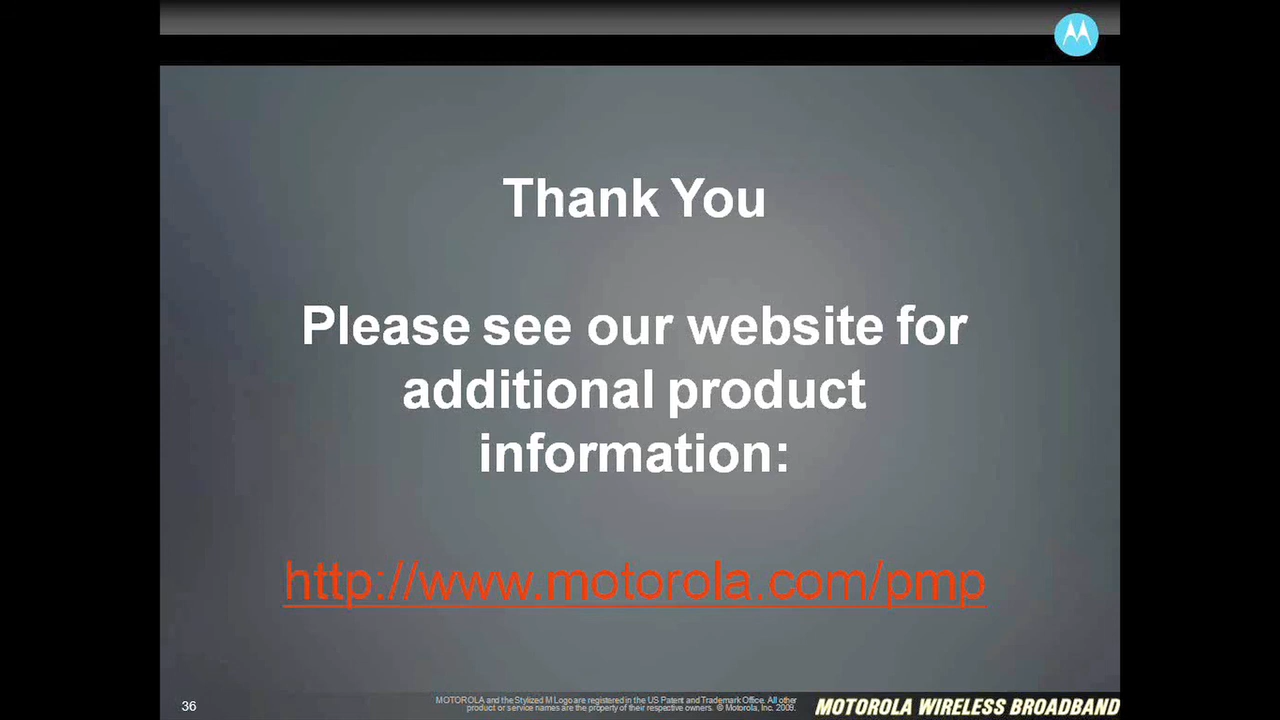 Thank You
Please see our website for
additional product
information:
http://www.motorola.com/pmp
36
MOTOROLA and the Stylized M Logo are registered in the US Patent and Trademark Office. All other
product or service names are the property of their respective owners. © Motorola, Inc. 2009.
MOTOROLA WIRELESS BROADBAND